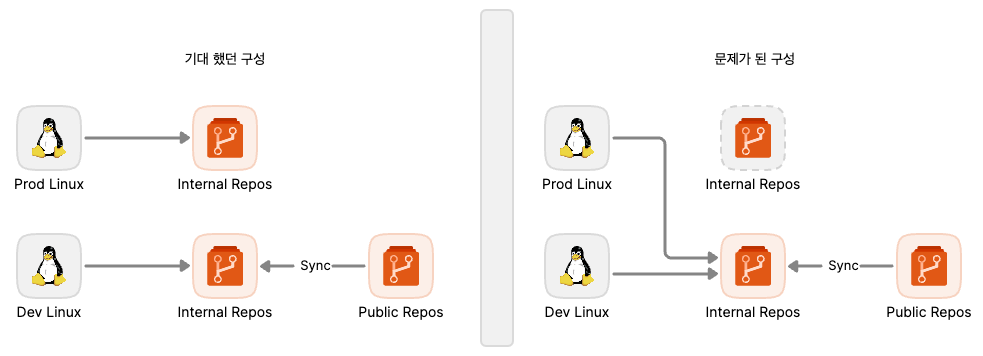 기대 했던 구성
문제가 된 구성
Prod Linux
Internal Repos
Prod Linux
Internal Repos
Sync
Sync
Dev Linux
Internal Repos
Public Repos
Dev Linux
Internal Repos
Public Repos